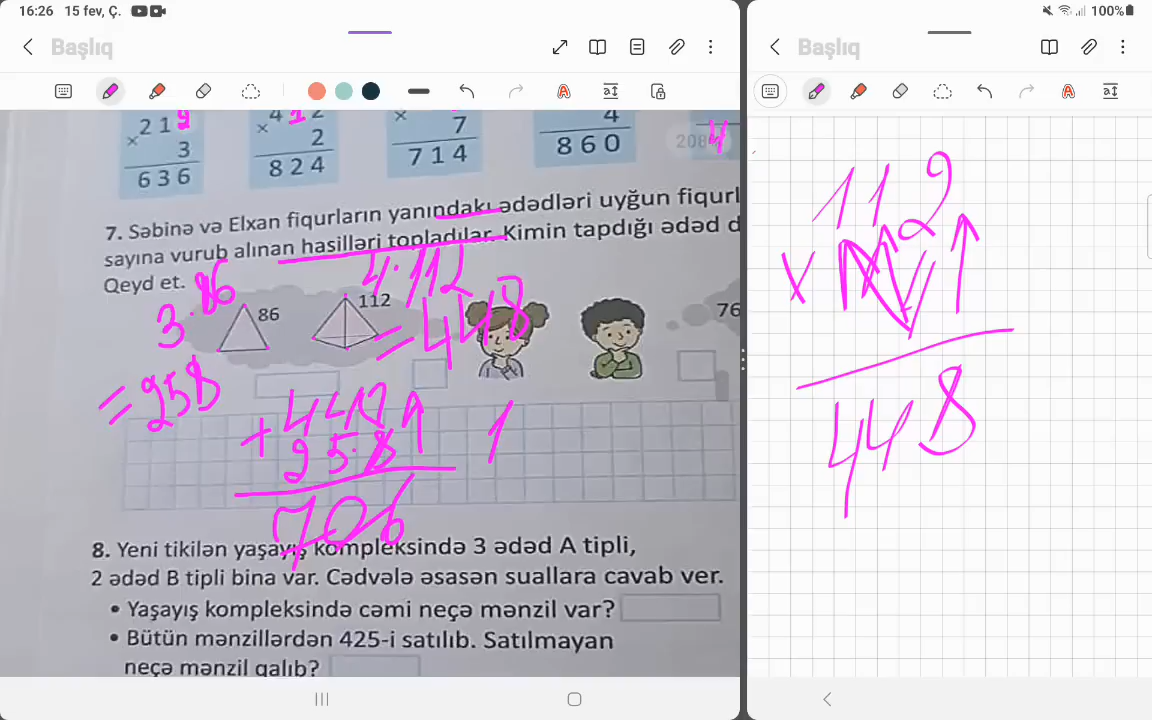 16:26 15 fev, Ç. 100%
Başlıq
Başlıq
219
× 3
636
412
× 2
824
×
7
714
4
860
208
4
7. Səbinə və Elxan fiqurların yanındakı ədədləri uyğun fiqurl
sayına vurub alınan hasilləri topladılar. Kimin tapdığı ədəd d
Qeyd et.
3·86
= 258
86
112
4·112
= 448
76
448
+ 258
706
1
8. Yeni tikilən yaşayış kompleksində 3 ədəd A tipli,
2 ədəd B tipli bina var. Cədvələ əsasən suallara cavab ver.
• Yaşayış kompleksində cəmi neçə mənzil var?
• Bütün mənzillərdən 425-i satılıb. Satılmayan
neçə mənzil qalıb?
112
×
448